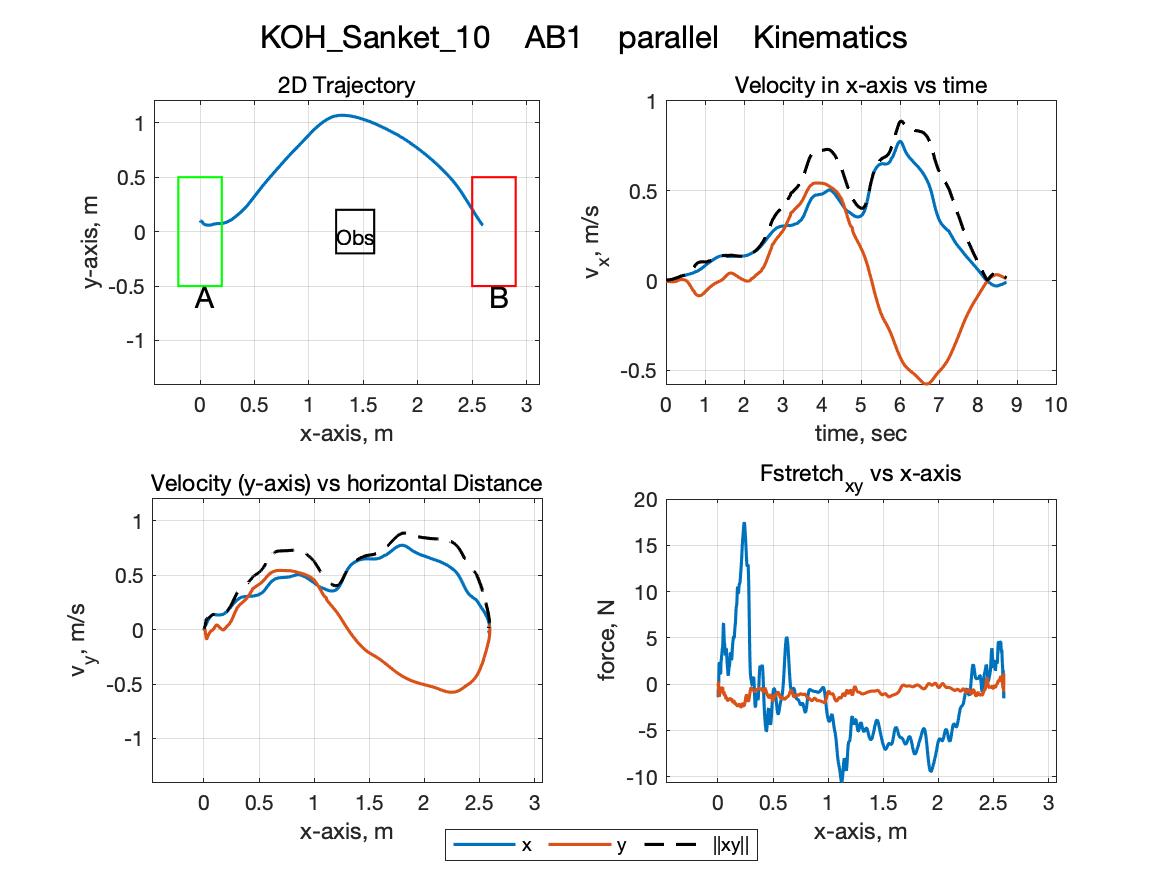 KOH_Sanket_10 AB1 parallel Kinematics
2D Trajectory
1
0.5
0
-0.5
-1
y-axis, m
Obs
A
B
0 0.5 1 1.5 2 2.5 3
x-axis, m
Velocity in x-axis vs time
1
0.5
0
-0.5
v_x, m/s
0 1 2 3 4 5 6 7 8 9 10
time, sec
Velocity (y-axis) vs horizontal Distance
1
0.5
0
-0.5
-1
v_y, m/s
0 0.5 1 1.5 2 2.5 3
x-axis, m
Fstretch_xy vs x-axis
20
15
10
5
0
-5
-10
force, N
0 0.5 1 1.5 2 2.5 3
x-axis, m
x y ||xy||